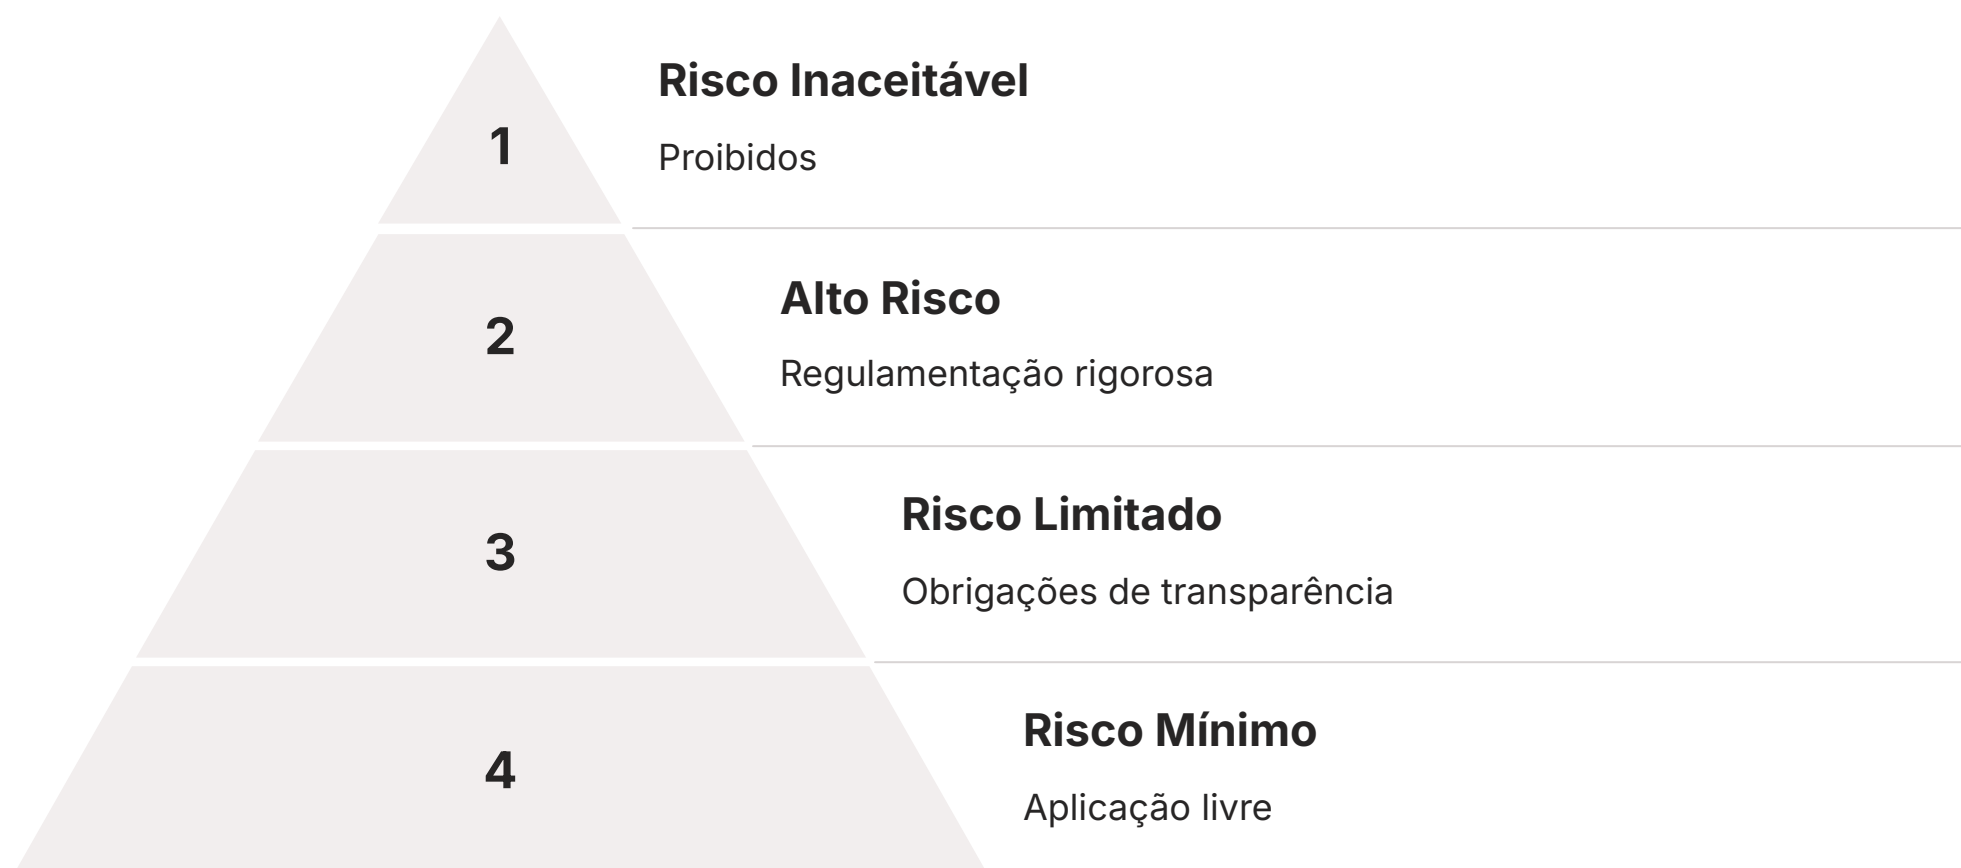 1
Risco Inaceitável
Proibidos
2
Alto Risco
Regulamentação rigorosa
3
Risco Limitado
Obrigações de transparência
4
Risco Mínimo
Aplicação livre